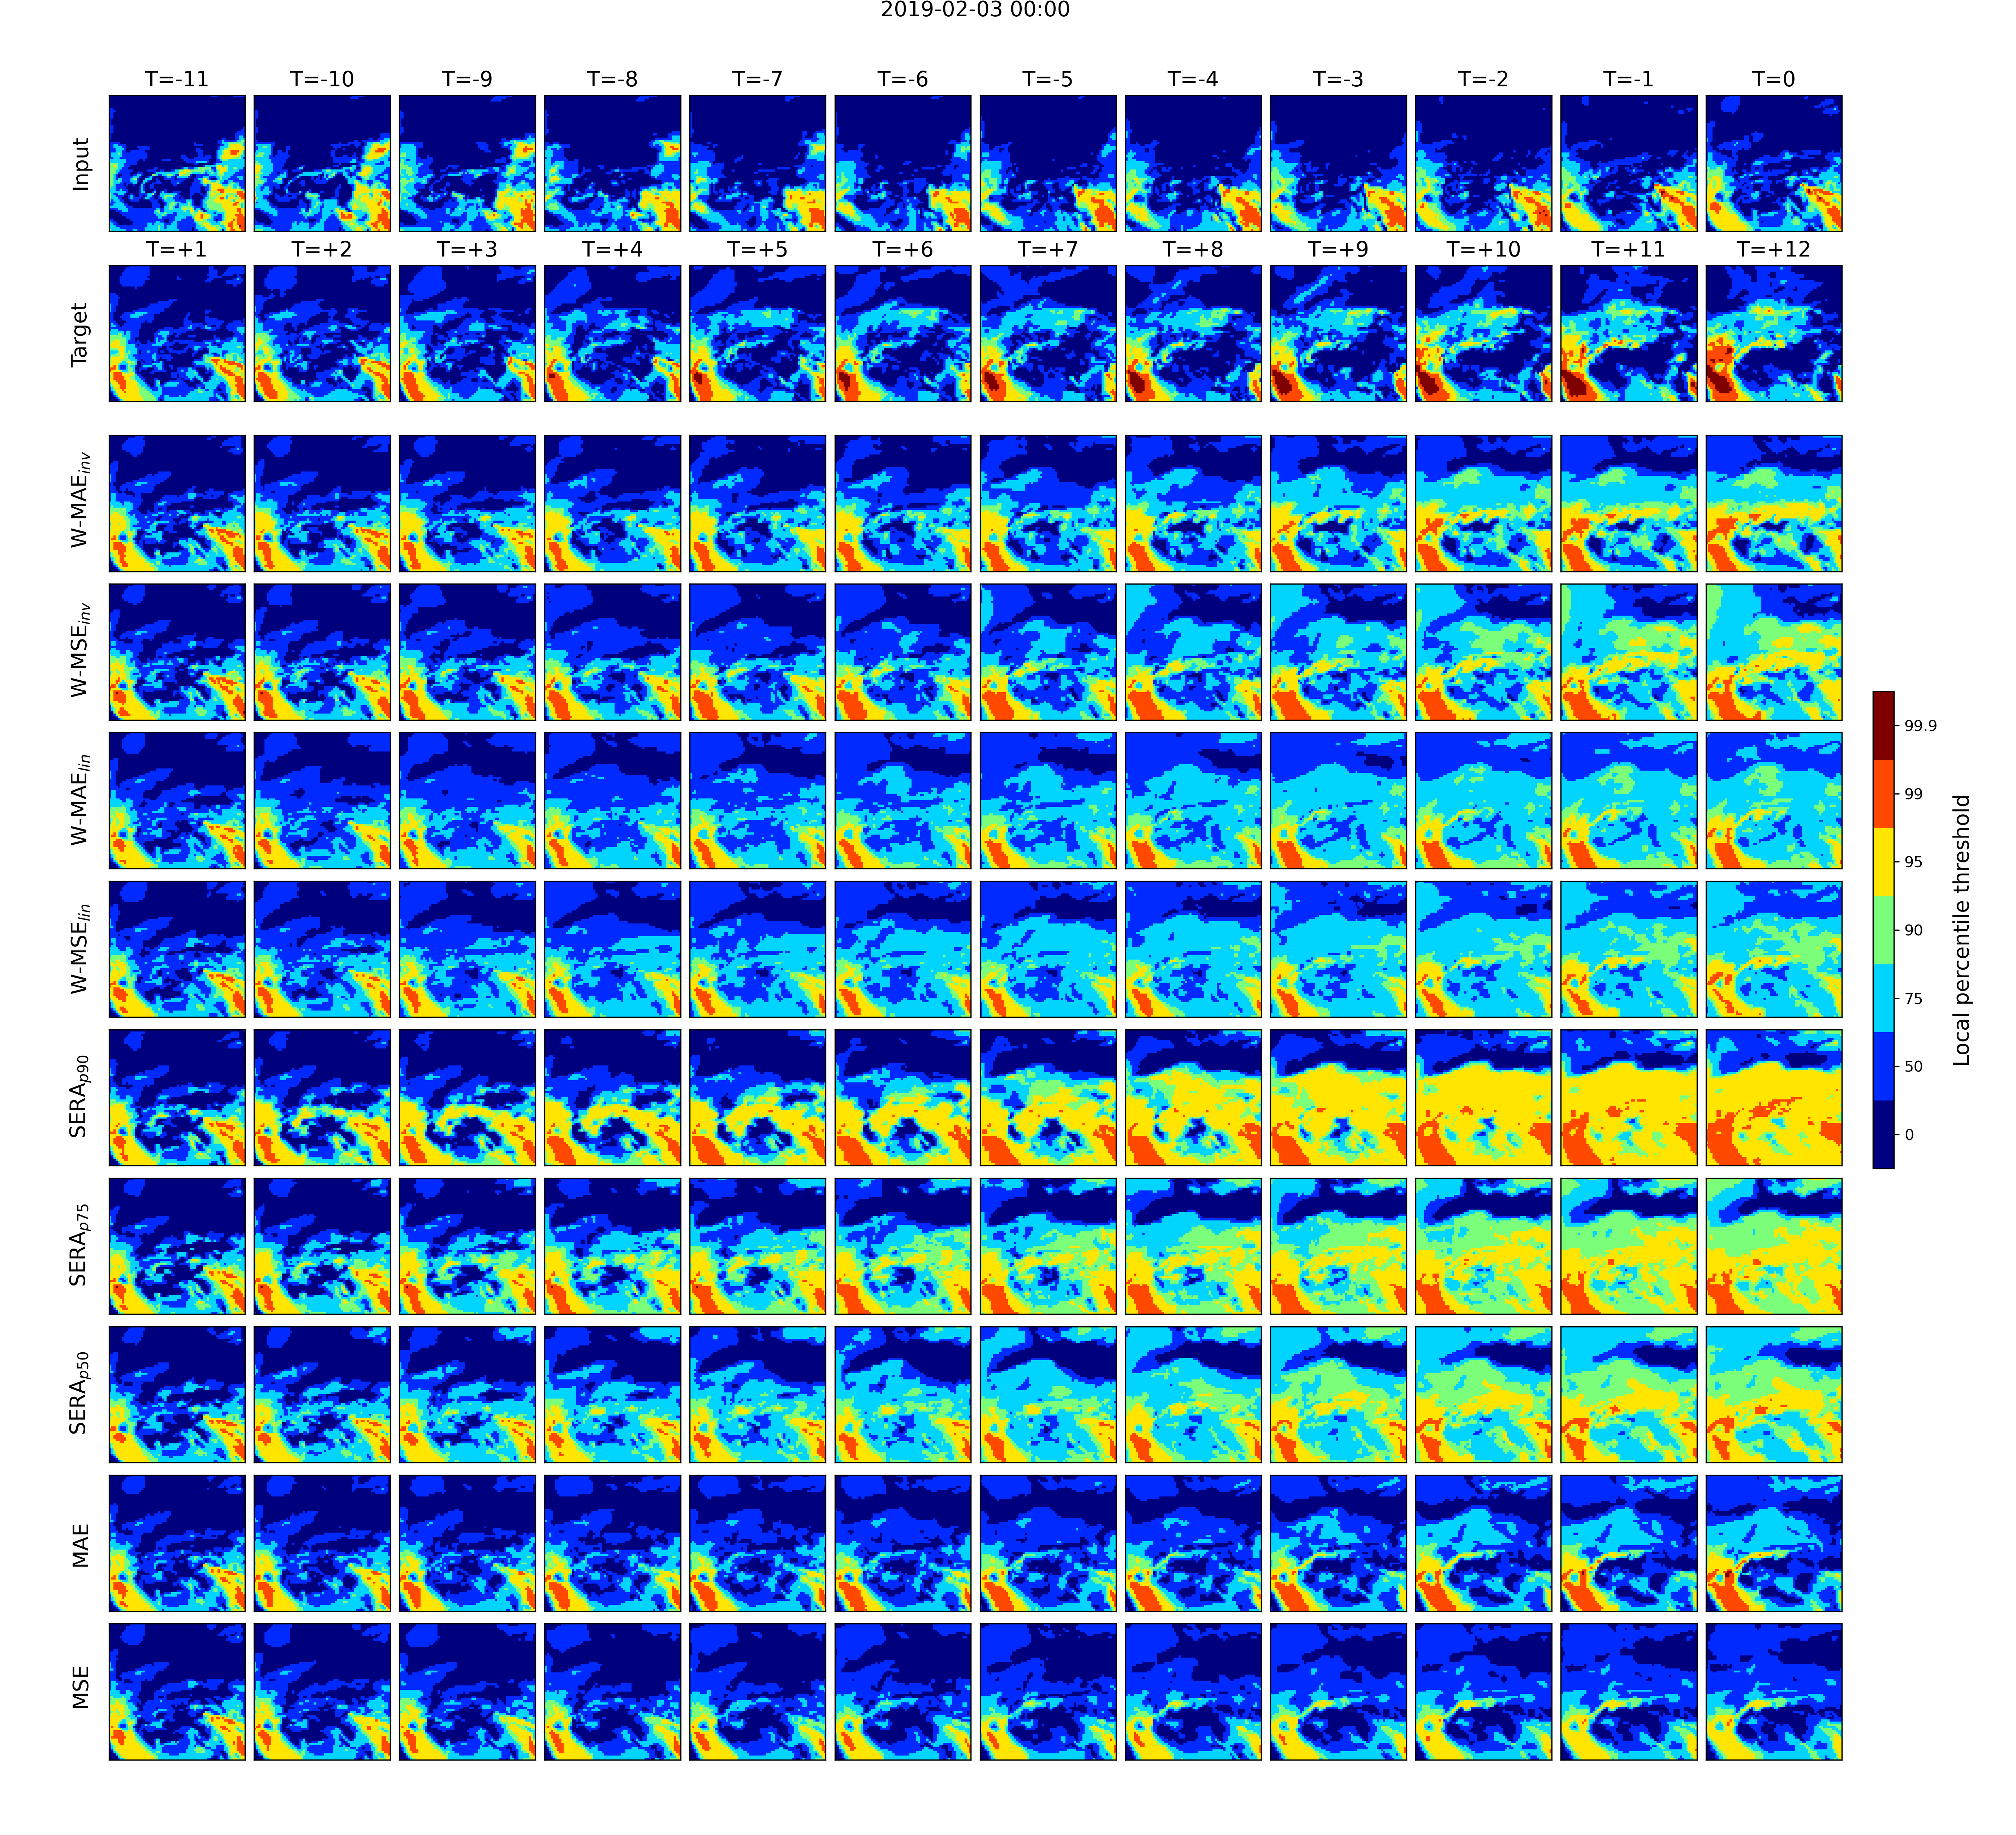 2019-02-03 00:00
T=-11 T=-10 T=-9 T=-8 T=-7 T=-6 T=-5 T=-4 T=-3 T=-2 T=-1 T=0
Input
T=+1 T=+2 T=+3 T=+4 T=+5 T=+6 T=+7 T=+8 T=+9 T=+10 T=+11 T=+12
Target
W-MAEinv
W-MSEinv
W-MAElin
W-MSElin
SERAp90
SERAp75
SERAp50
MAE
MSE
99.9
99
95
90
75
50
0
Local percentile threshold